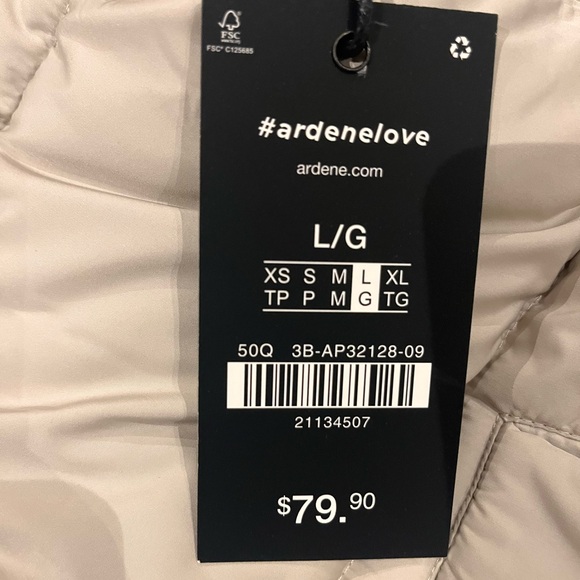 FSC
FSC® C125685
#ardenelove
ardene.com
L/G
XS S M L XL
TP P M G TG
50Q 3B-AP32128-09
21134507
$79.90